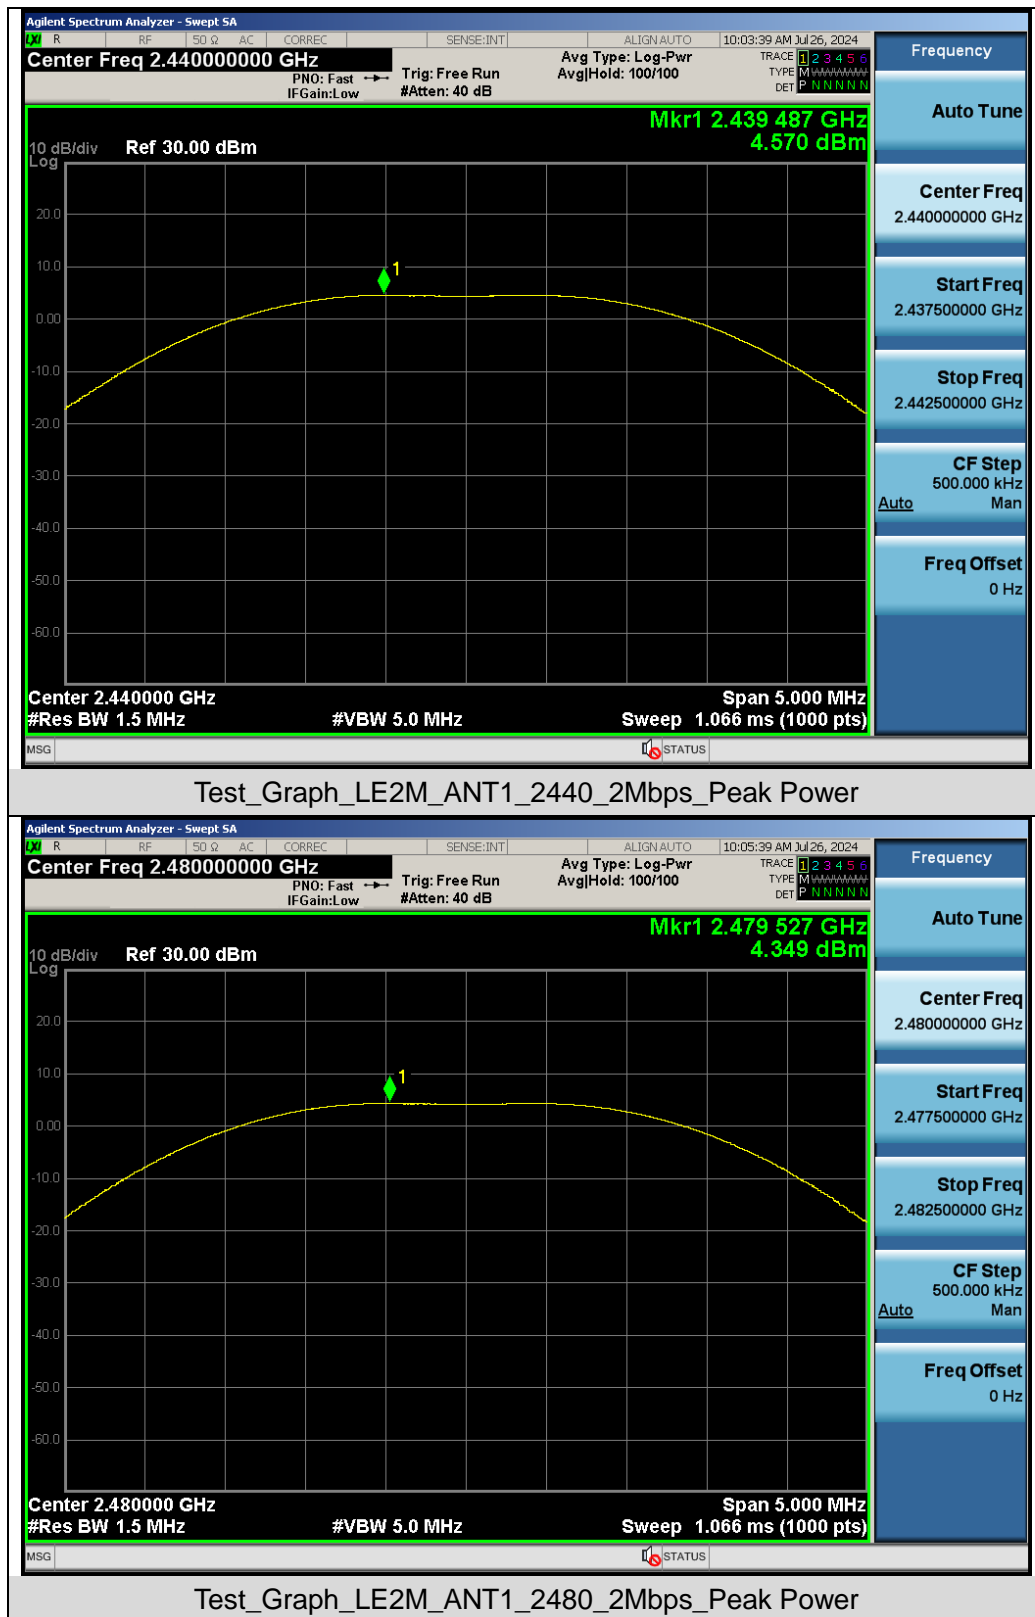 Agilent Spectrum Analyzer - Swept SA
LXI R RF 50 Ω AC CORREC SENSE:INT ALIGN AUTO 10:03:39 AM Jul 26, 2024
Center Freq 2.440000000 GHz
PNO: Fast
IFGain:Low
Trig: Free Run
#Atten: 40 dB
Avg Type: Log-Pwr
Avg|Hold: 100/100
TRACE 1 2 3 4 5 6
TYPE M WWWWW
DET P N N N N N
Mkr1 2.439 487 GHz
4.570 dBm
10 dB/div Ref 30.00 dBm
Log
20.0
10.0
1
0.00
-10.0
-20.0
-30.0
-40.0
-50.0
-60.0
Center 2.440000 GHz Span 5.000 MHz
#Res BW 1.5 MHz #VBW 5.0 MHz Sweep 1.066 ms (1000 pts)
MSG STATUS
Frequency
Auto Tune
Center Freq
2.440000000 GHz
Start Freq
2.437500000 GHz
Stop Freq
2.442500000 GHz
CF Step
500.000 kHz
Auto Man
Freq Offset
0 Hz
Test_Graph_LE2M_ANT1_2440_2Mbps_Peak Power
Agilent Spectrum Analyzer - Swept SA
LXI R RF 50 Ω AC CORREC SENSE:INT ALIGN AUTO 10:05:39 AM Jul 26, 2024
Center Freq 2.480000000 GHz
PNO: Fast
IFGain:Low
Trig: Free Run
#Atten: 40 dB
Avg Type: Log-Pwr
Avg|Hold: 100/100
TRACE 1 2 3 4 5 6
TYPE M WWWWW
DET P N N N N N
Mkr1 2.479 527 GHz
4.349 dBm
10 dB/div Ref 30.00 dBm
Log
20.0
10.0
1
0.00
-10.0
-20.0
-30.0
-40.0
-50.0
-60.0
Center 2.480000 GHz Span 5.000 MHz
#Res BW 1.5 MHz #VBW 5.0 MHz Sweep 1.066 ms (1000 pts)
MSG STATUS
Frequency
Auto Tune
Center Freq
2.480000000 GHz
Start Freq
2.477500000 GHz
Stop Freq
2.482500000 GHz
CF Step
500.000 kHz
Auto Man
Freq Offset
0 Hz
Test_Graph_LE2M_ANT1_2480_2Mbps_Peak Power